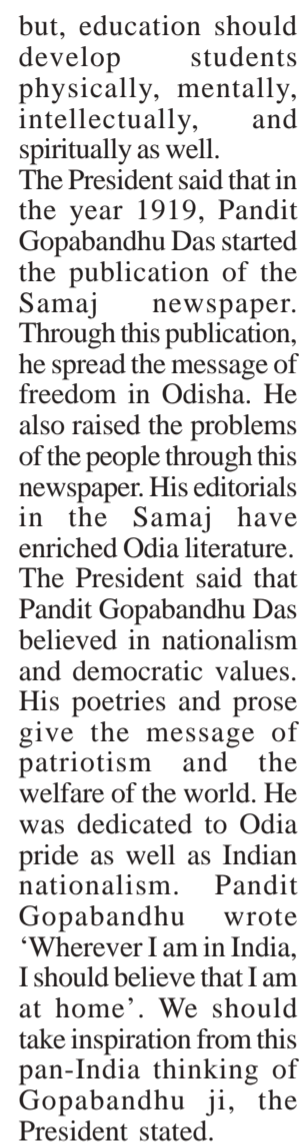 but, education should
develop students
physically, mentally,
intellectually, and
spiritually as well.
The President said that in
the year 1919, Pandit
Gopabandhu Das started
the publication of the
Samaj newspaper.
Through this publication,
he spread the message of
freedom in Odisha. He
also raised the problems
of the people through this
newspaper. His editorials
in the Samaj have
enriched Odia literature.
The President said that
Pandit Gopabandhu Das
believed in nationalism
and democratic values.
His poetries and prose
give the message of
patriotism and the
welfare of the world. He
was dedicated to Odia
pride as well as Indian
nationalism. Pandit
Gopabandhu wrote
‘Wherever I am in India,
I should believe that I am
at home’. We should
take inspiration from this
pan-India thinking of
Gopabandhu ji, the
President stated.